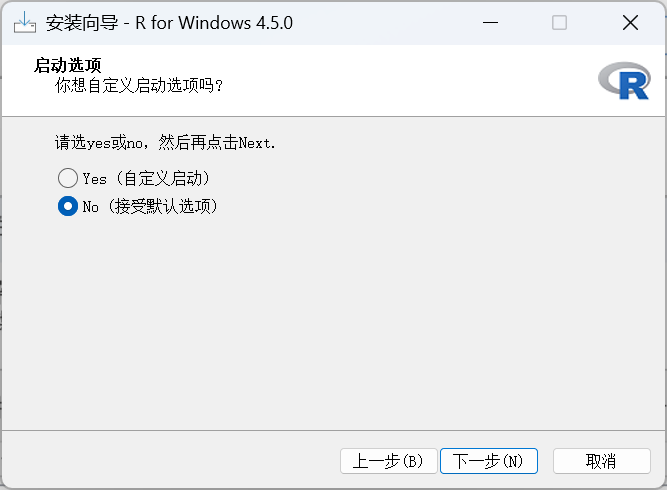 安装向导 - R for Windows 4.5.0
启动选项
你想自定义启动选项吗?
R
请选yes或no，然后再点击Next.
Yes（自定义启动）
No（接受默认选项）
上一步(B) 下一步(N) 取消